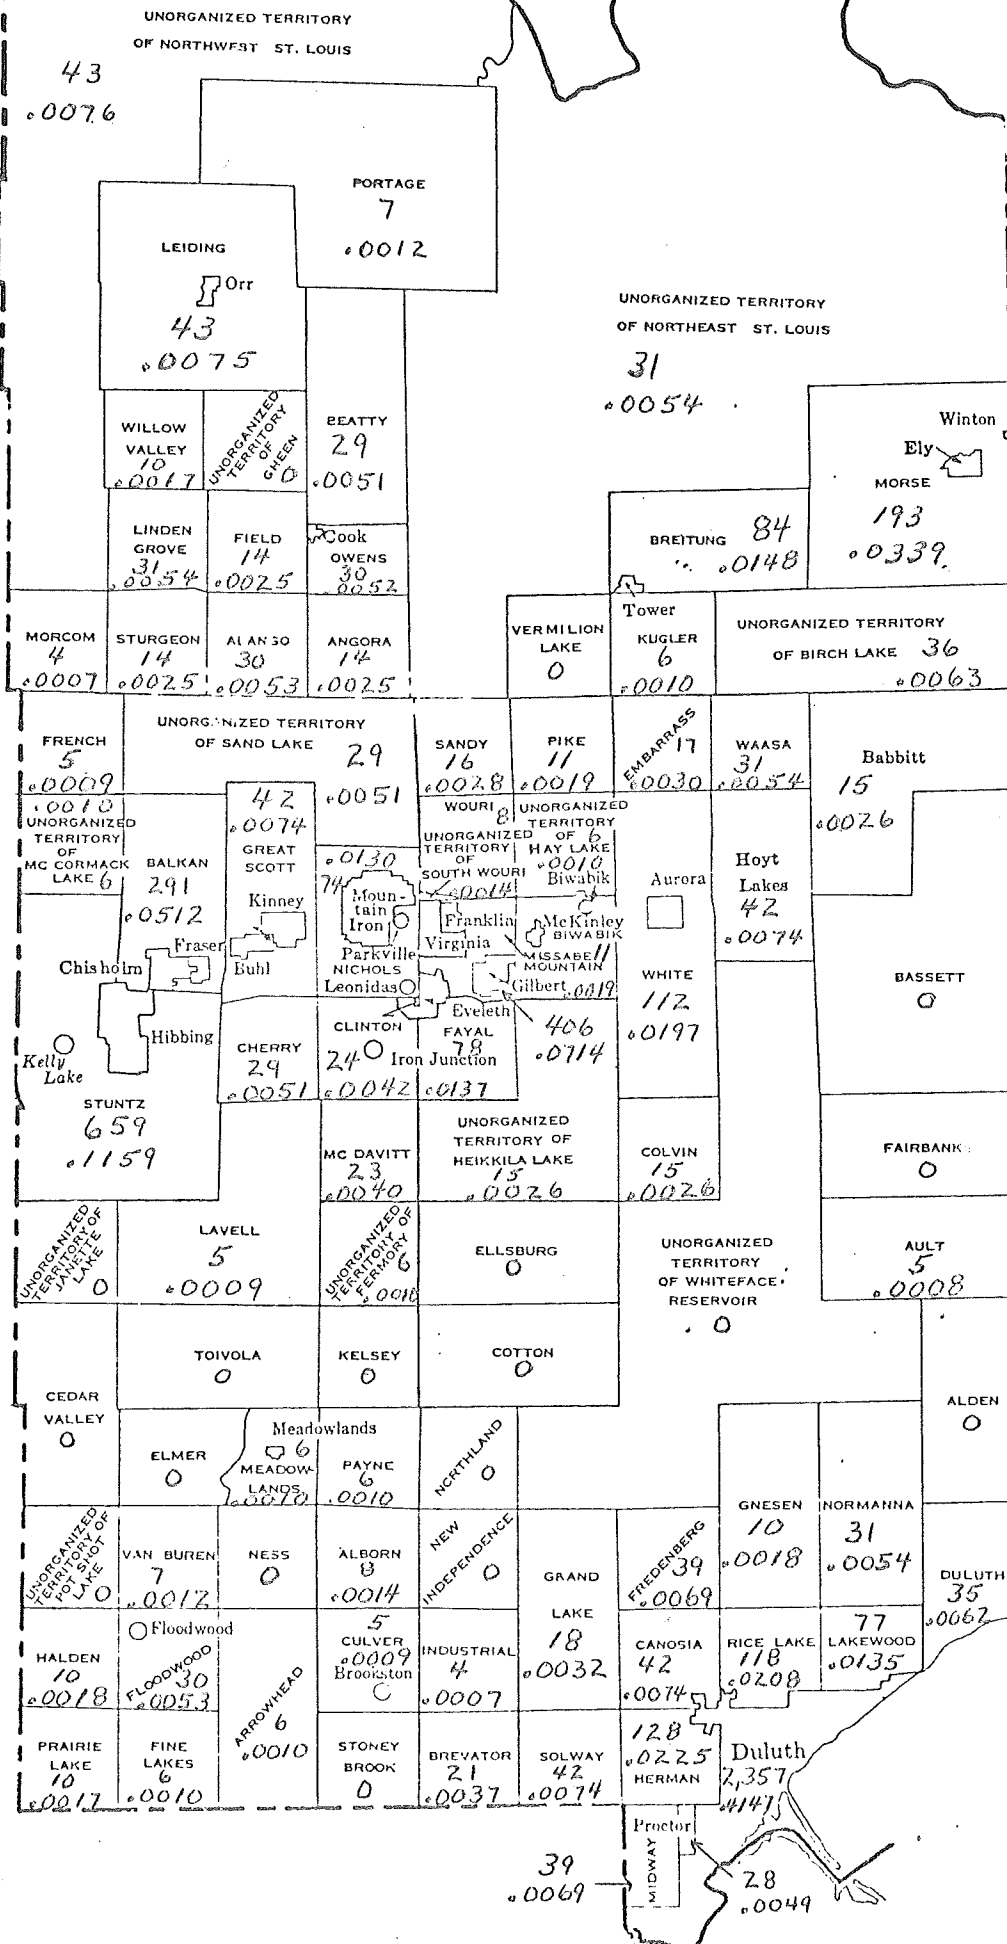 UNORGANIZED TERRITORY
OF NORTHWEST ST. LOUIS
43
.0076
PORTAGE
7
.0012
LEIDING
Orr
43
.0075
UNORGANIZED TERRITORY
OF NORTHEAST ST. LOUIS
31
.0054
WILLOW
VALLEY
10
.0017
UNORGANIZED
TERRITORY
OF
GHEEN
0
BEATTY
29
.0051
Winton
Ely
MORSE
193
.0339
LINDEN
GROVE
31
.0054
FIELD
14
.0025
Cook
OWENS
30
.0052
BREITUNG
84
.0148
Tower
MORCOM
4
.0007
STURGEON
14
.0025
ALANGO
30
.0053
ANGORA
14
.0025
VERMILION
LAKE
0
KUGLER
6
.0010
UNORGANIZED TERRITORY
OF BIRCH LAKE 36
.0063
FRENCH
5
.0009
UNORGANIZED TERRITORY
OF SAND LAKE
29
.0051
SANDY
16
.0028
PIKE
11
.0019
EMBARRASS
17
.0030
WAASA
31
.0054
Babbitt
15
.0026
.0010
UNORGANIZED
TERRITORY
OF
MC CORMACK
LAKE 6
BALKAN
291
.0512
42
.0074
GREAT
SCOTT
Kinney
Buhl
Fraser
Chisholm
.0130
74
Moun-
tain
Iron
Parkville
NICHOLS
Leonidas
WOURI
8
UNORGANIZED
TERRITORY
OF
SOUTH WOURI
.0014
UNORGANIZED
TERRITORY
OF 6
HAY LAKE
.0010
Biwabik
Franklin
Virginia
McKinley
BIWABIK
MISSABE 11
MOUNTAIN
Gilbert .0019
Eveleth
Aurora
Hoyt
Lakes
42
.0074
WHITE
112
.0197
BASSETT
0
Hibbing
Kelly
Lake
STUNTZ
659
.1159
CHERRY
29
.0051
CLINTON
24
Iron Junction
.0042
FAYAL
78
.0137
406
.0714
MC DAVITT
23
.0040
UNORGANIZED
TERRITORY OF
HEIKKILA LAKE
15
.0026
COLVIN
15
.0026
FAIRBANK
0
UNORGANIZED
TERRITORY OF
JANETTE
LAKE
0
LAVELL
5
.0009
UNORGANIZED
TERRITORY OF
FERMORY
6
.0010
ELLSBURG
0
UNORGANIZED
TERRITORY
OF WHITEFACE
RESERVOIR
0
AULT
5
.0008
CEDAR
VALLEY
0
TOIVOLA
0
KELSEY
0
COTTON
0
ALDEN
0
ELMER
0
Meadowlands
6
MEADOW-
LANDS
.0010
PAYNE
6
.0010
NORTHLAND
0
GNESEN
10
.0018
NORMANNA
31
.0054
UNORGANIZED
TERRITORY OF
POT SHOT
LAKE
0
VAN BUREN
7
.0012
NESS
0
ALBORN
8
.0014
NEW
INDEPENDENCE
0
GRAND
LAKE
18
.0032
FREDENBERG
39
.0069
DULUTH
35
.0062
HALDEN
10
.0018
Floodwood
FLOODWOOD
30
.0053
ARROWHEAD
6
.0010
5
CULVER
.0009
Brookston
INDUSTRIAL
4
.0007
CANOSIA
42
.0074
RICE LAKE
118
.0208
77
LAKEWOOD
.0135
PRAIRIE
LAKE
10
.0017
FINE
LAKES
6
.0010
STONEY
BROOK
0
BREVATOR
21
.0037
SOLWAY
42
.0074
128
.0225
HERMAN
Duluth
2,357
.4147
Proctor
MIDWAY
39
.0069
28
.0049